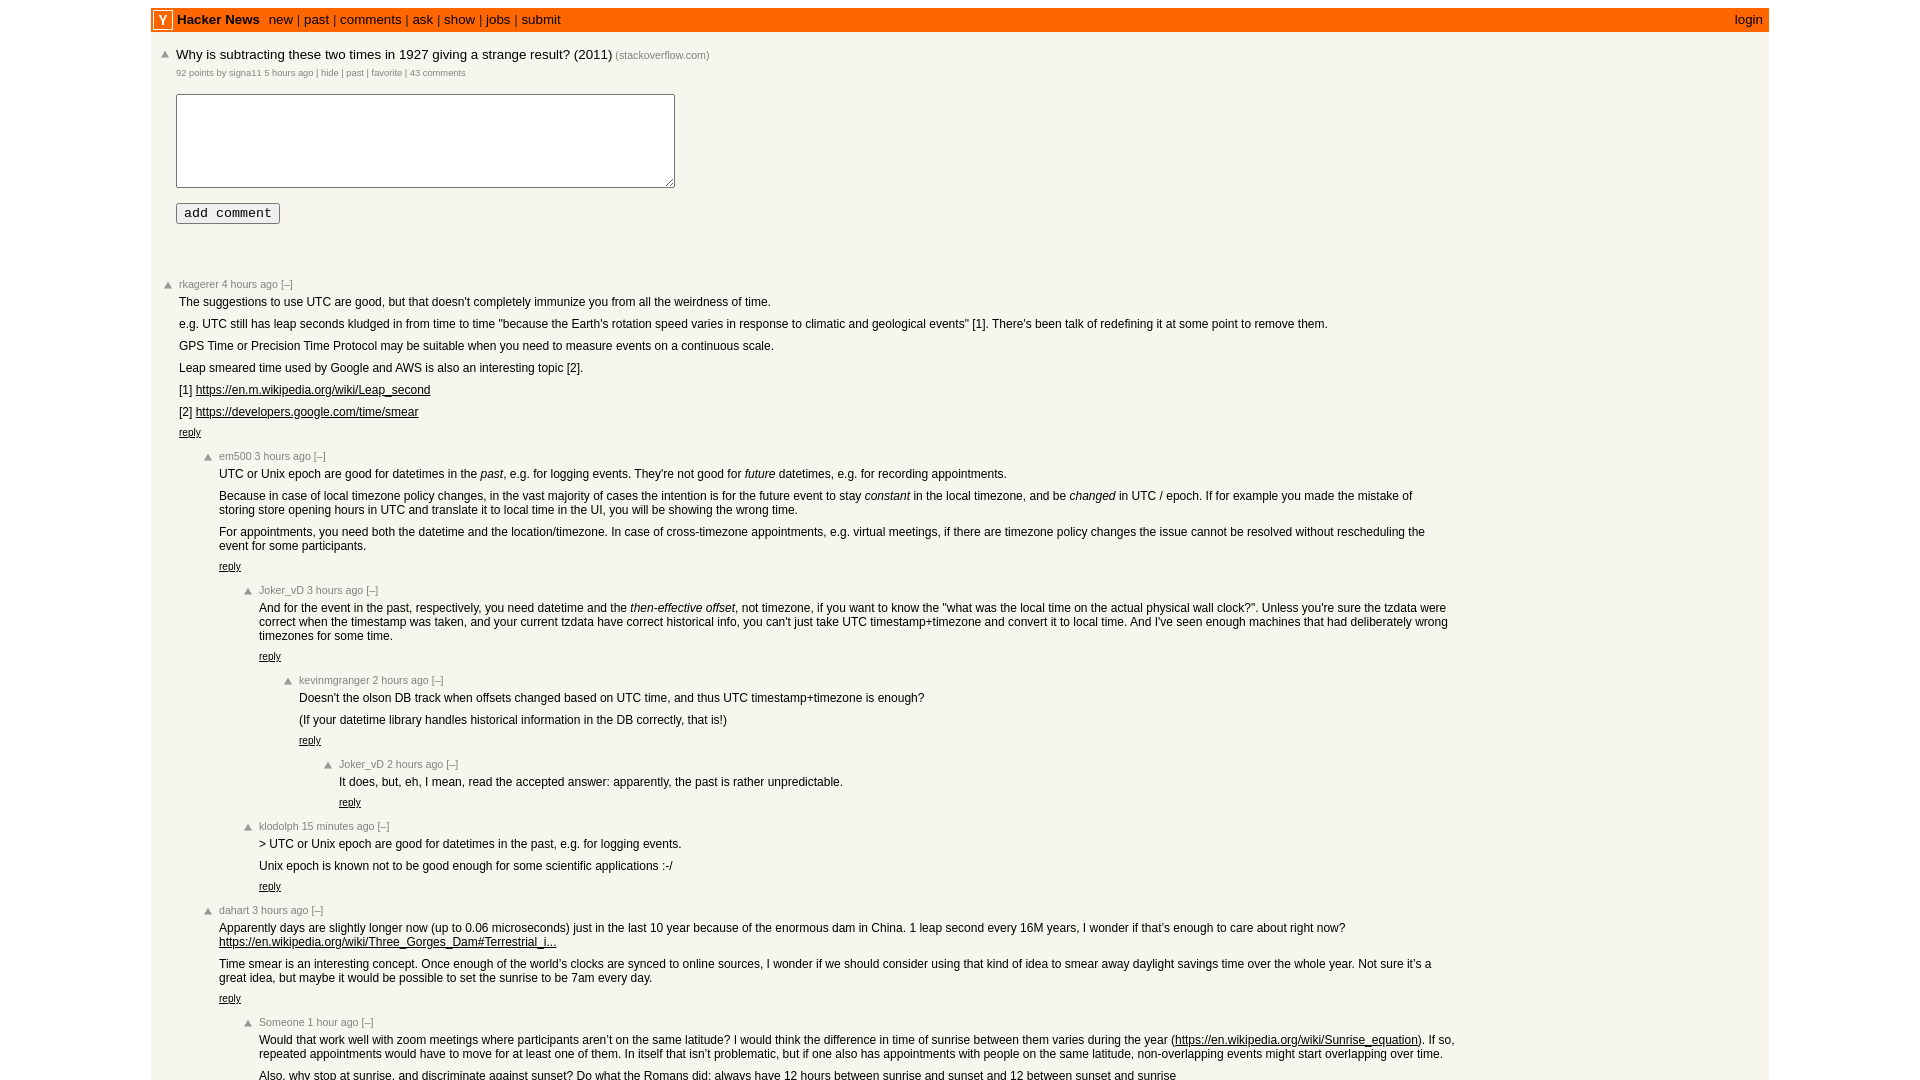 Y Hacker News new | past | comments | ask | show | jobs | submit login
Why is subtracting these two times in 1927 giving a strange result? (2011) (stackoverflow.com)
92 points by signa11 5 hours ago | hide | past | favorite | 43 comments
add comment
rkagerer 4 hours ago [–]
The suggestions to use UTC are good, but that doesn't completely immunize you from all the weirdness of time.
e.g. UTC still has leap seconds kludged in from time to time "because the Earth's rotation speed varies in response to climatic and geological events" [1]. There's been talk of redefining it at some point to remove them.
GPS Time or Precision Time Protocol may be suitable when you need to measure events on a continuous scale.
Leap smeared time used by Google and AWS is also an interesting topic [2].
[1] https://en.m.wikipedia.org/wiki/Leap_second
[2] https://developers.google.com/time/smear
reply
em500 3 hours ago [–]
UTC or Unix epoch are good for datetimes in the past, e.g. for logging events. They're not good for future datetimes, e.g. for recording appointments.
Because in case of local timezone policy changes, in the vast majority of cases the intention is for the future event to stay constant in the local timezone, and be changed in UTC / epoch. If for example you made the mistake of
storing store opening hours in UTC and translate it to local time in the UI, you will be showing the wrong time.
For appointments, you need both the datetime and the location/timezone. In case of cross-timezone appointments, e.g. virtual meetings, if there are timezone policy changes the issue cannot be resolved without rescheduling the
event for some participants.
reply
Joker_vD 3 hours ago [–]
And for the event in the past, respectively, you need datetime and the then-effective offset, not timezone, if you want to know the "what was the local time on the actual physical wall clock?". Unless you're sure the tzdata were
correct when the timestamp was taken, and your current tzdata have correct historical info, you can't just take UTC timestamp+timezone and convert it to local time. And I've seen enough machines that had deliberately wrong
timezones for some time.
reply
kevinmgranger 2 hours ago [–]
Doesn't the olson DB track when offsets changed based on UTC time, and thus UTC timestamp+timezone is enough?
(If your datetime library handles historical information in the DB correctly, that is!)
reply
Joker_vD 2 hours ago [–]
It does, but, eh, I mean, read the accepted answer: apparently, the past is rather unpredictable.
reply
klodolph 15 minutes ago [–]
> UTC or Unix epoch are good for datetimes in the past, e.g. for logging events.
Unix epoch is known not to be good enough for some scientific applications :-/
reply
dahart 3 hours ago [–]
Apparently days are slightly longer now (up to 0.06 microseconds) just in the last 10 year because of the enormous dam in China. 1 leap second every 16M years, I wonder if that’s enough to care about right now?
https://en.wikipedia.org/wiki/Three_Gorges_Dam#Terrestrial_i...
Time smear is an interesting concept. Once enough of the world’s clocks are synced to online sources, I wonder if we should consider using that kind of idea to smear away daylight savings time over the whole year. Not sure it’s a
great idea, but maybe it would be possible to set the sunrise to be 7am every day.
reply
Someone 1 hour ago [–]
Would that work well with zoom meetings where participants aren’t on the same latitude? I would think the difference in time of sunrise between them varies during the year (https://en.wikipedia.org/wiki/Sunrise_equation). If so,
repeated appointments would have to move for at least one of them. In itself that isn’t problematic, but if one also has appointments with people on the same latitude, non-overlapping events might start overlapping over time.
Also, why stop at sunrise, and discriminate against sunset? Do what the Romans did: always have 12 hours between sunrise and sunset and 12 between sunset and sunrise